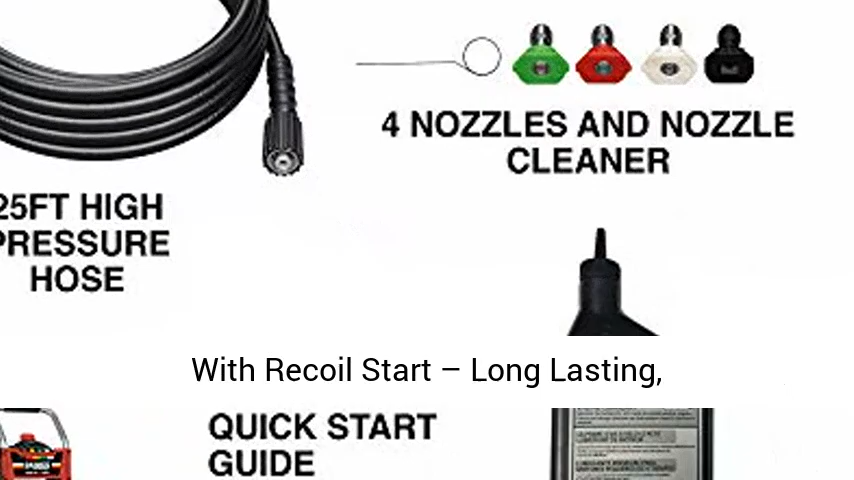 4 NOZZLES AND NOZZLE
CLEANER
25FT HIGH
PRESSURE
HOSE
With Recoil Start – Long Lasting,
QUICK START
GUIDE